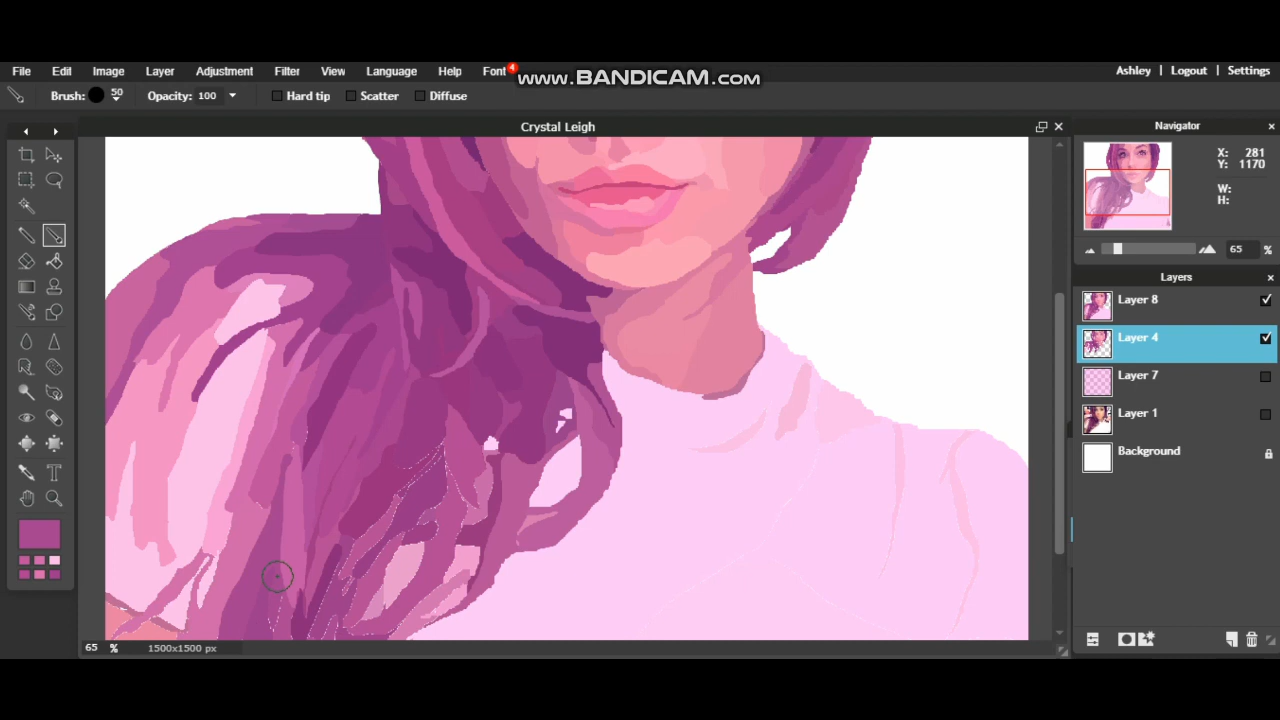 File Edit Image Layer Adjustment Filter View Language Help Font 4 www.BANDICAM.com Ashley | Logout | Settings
Brush: 50 Opacity: 100 Hard tip Scatter Diffuse
Crystal Leigh
Navigator
X: 281
Y: 1170
W:
H:
65 %
Layers
Layer 8
Layer 4
Layer 7
Layer 1
Background
65 % 1500x1500 px